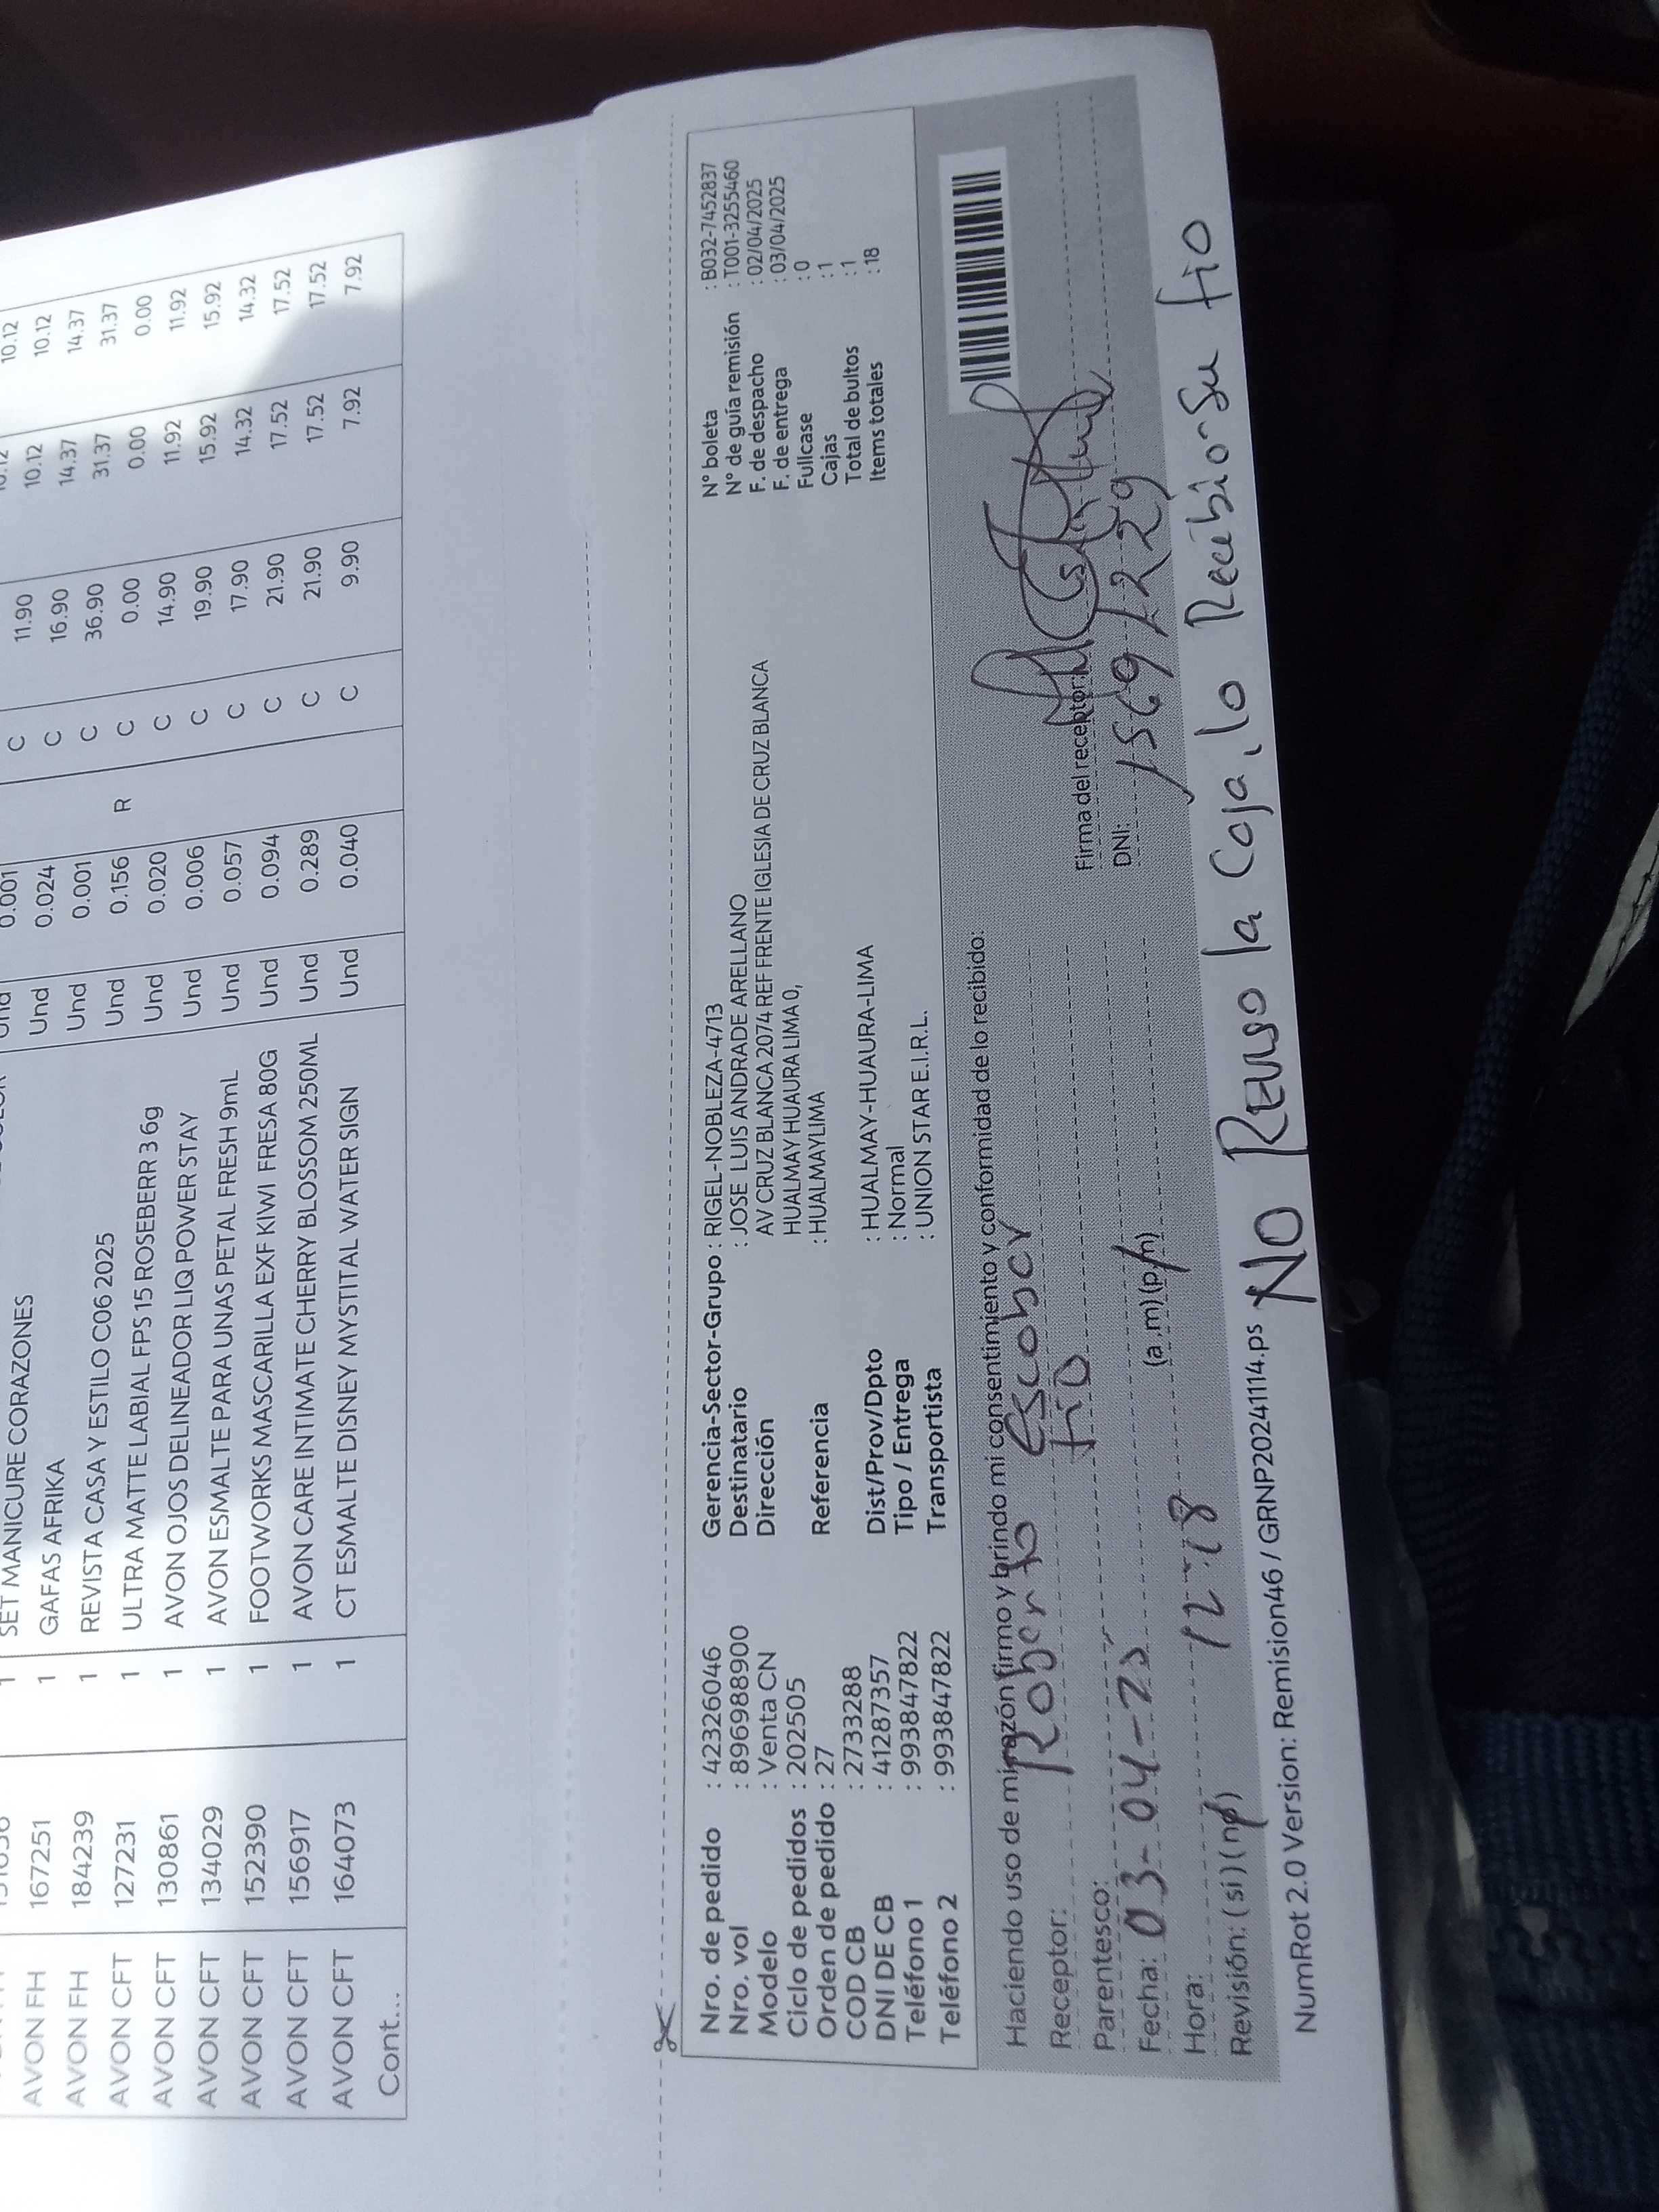 10.12
SET MANICURE CORAZONES Und 0.001
AVON FH 167251 1 GAFAS AFRIKA Und 0.024 C 11.90 10.12 10.12
AVON FH 184239 1 REVISTA CASA Y ESTILO C06 2025 Und 0.001 C 16.90 14.37 14.37
AVON CFT 127231 1 ULTRA MATTE LABIAL FPS 15 ROSEBERR 3 6g Und 0.156 R C 36.90 31.37 31.37
AVON CFT 130861 1 AVON OJOS DELINEADOR LIQ POWER STAY Und 0.020 C 0.00 0.00 0.00
AVON CFT 134029 1 AVON ESMALTE PARA UNAS PETAL FRESH 9mL Und 0.006 C 14.90 11.92 11.92
AVON CFT 152390 1 FOOTWORKS MASCARILLA EXF KIWI FRESA 80G Und 0.057 C 19.90 15.92 15.92
AVON CFT 156917 1 AVON CARE INTIMATE CHERRY BLOSSOM 250ML Und 0.094 C 17.90 14.32 14.32
AVON CFT 164073 1 CT ESMALTE DISNEY MYSTITAL WATER SIGN Und 0.289 C 21.90 17.52 17.52
0.040 C 21.90 17.52 17.52
9.90 7.92 7.92
Cont...
Nro. de pedido : 42326046 Gerencia-Sector-Grupo : RIGEL-NOBLEZA-4713 N° boleta : B032-7452837
Nro. vol : 896988900 Destinatario : JOSE LUIS ANDRADE ARELLANO N° de guía remisión : T001-3255460
Modelo : Venta CN Dirección AV CRUZ BLANCA 2074 REF FRENTE IGLESIA DE CRUZ BLANCA F. de despacho : 02/04/2025
Ciclo de pedidos : 202505 HUALMAY HUAURA LIMA 0, F. de entrega : 03/04/2025
Orden de pedido : 27 Referencia : HUALMAYLIMA Fullcase : 0
COD CB : 2733288 Cajas : 1
DNI DE CB : 41287357 Dist/Prov/Dpto : HUALMAY-HUAURA-LIMA Total de bultos : 1
Teléfono 1 : 993847822 Tipo / Entrega : Normal Items totales : 18
Teléfono 2 : 993847822 Transportista : UNION STAR E.I.R.L.
Haciendo uso de mi razón firmo y brindo mi consentimiento y conformidad de lo recibido:
Receptor: Roberto Escobar Firma del receptor:
Parentesco: tio DNI: 15691229
Fecha: 03-04-25
Hora: 12:18 (a.m) (p.m)
Revisión: (si) (no)
NumRot 2.0 Version: Remision46 / GRNP20241114.ps No Reviso la Caja, lo Recibio su tio